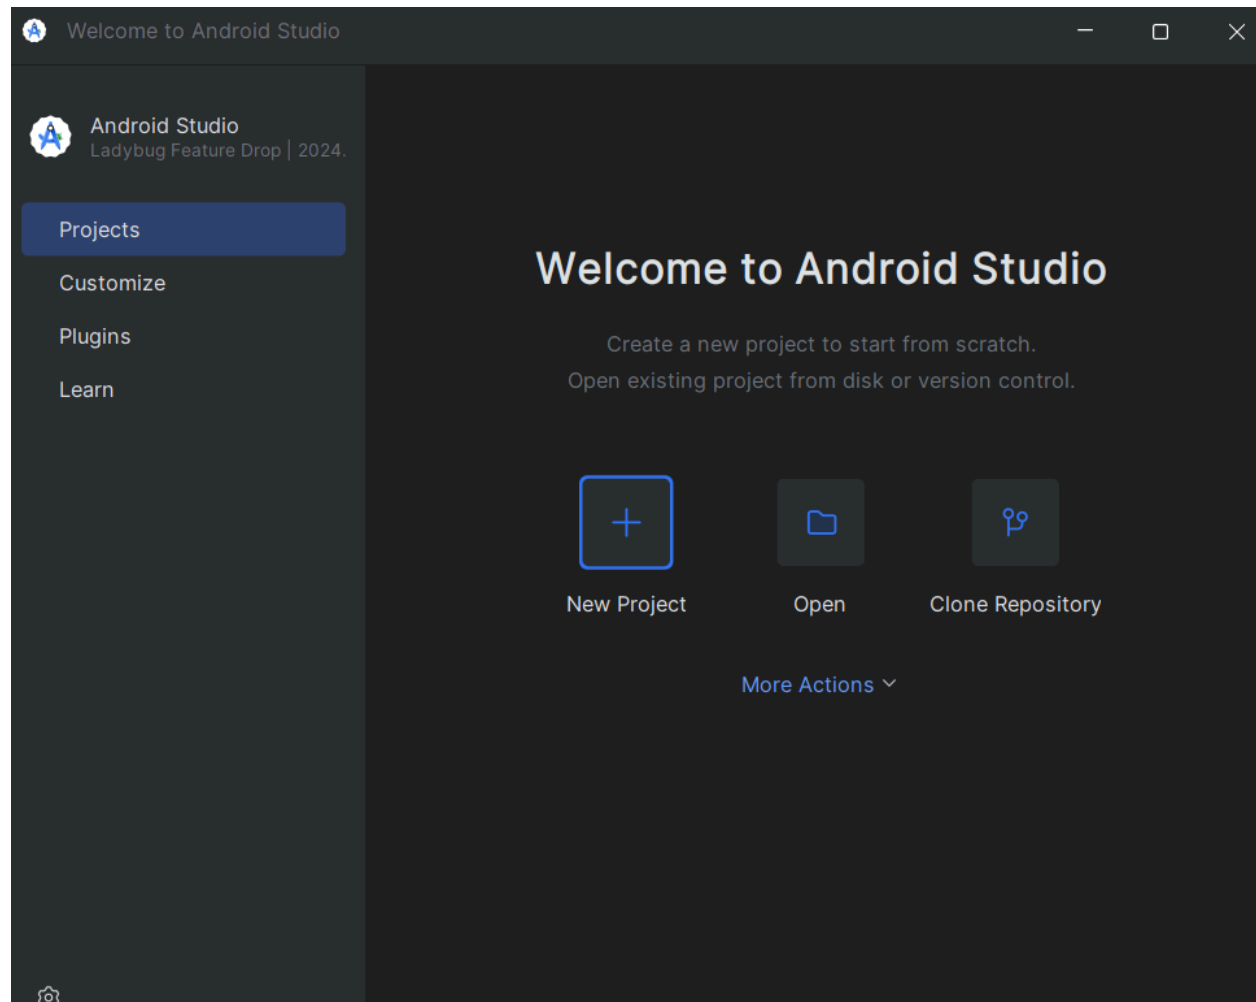 Welcome to Android Studio
Android Studio
Ladybug Feature Drop | 2024.
Projects
Customize
Plugins
Learn
Welcome to Android Studio
Create a new project to start from scratch.
Open existing project from disk or version control.
New Project
Open
Clone Repository
More Actions